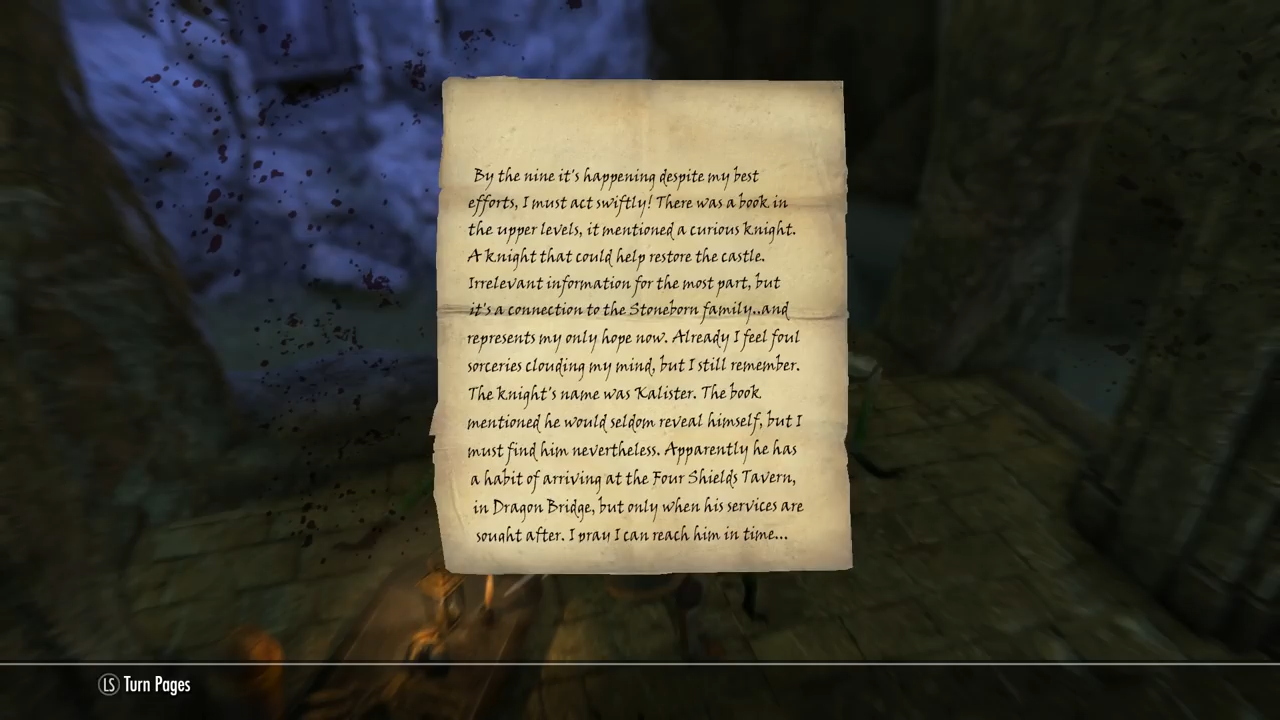 By the nine it's happening despite my best
efforts, I must act swiftly! There was a book in
the upper levels, it mentioned a curious knight.
A knight that could help restore the castle.
Irrelevant information for the most part, but
it's a connection to the Stoneborn family..and
represents my only hope now. Already I feel foul
sorceries clouding my mind, but I still remember.
The knight's name was Kalister. The book
mentioned he would seldom reveal himself, but I
must find him nevertheless. Apparently he has
a habit of arriving at the Four Shields Tavern,
in Dragon Bridge, but only when his services are
sought after. I pray I can reach him in time...
LS Turn Pages